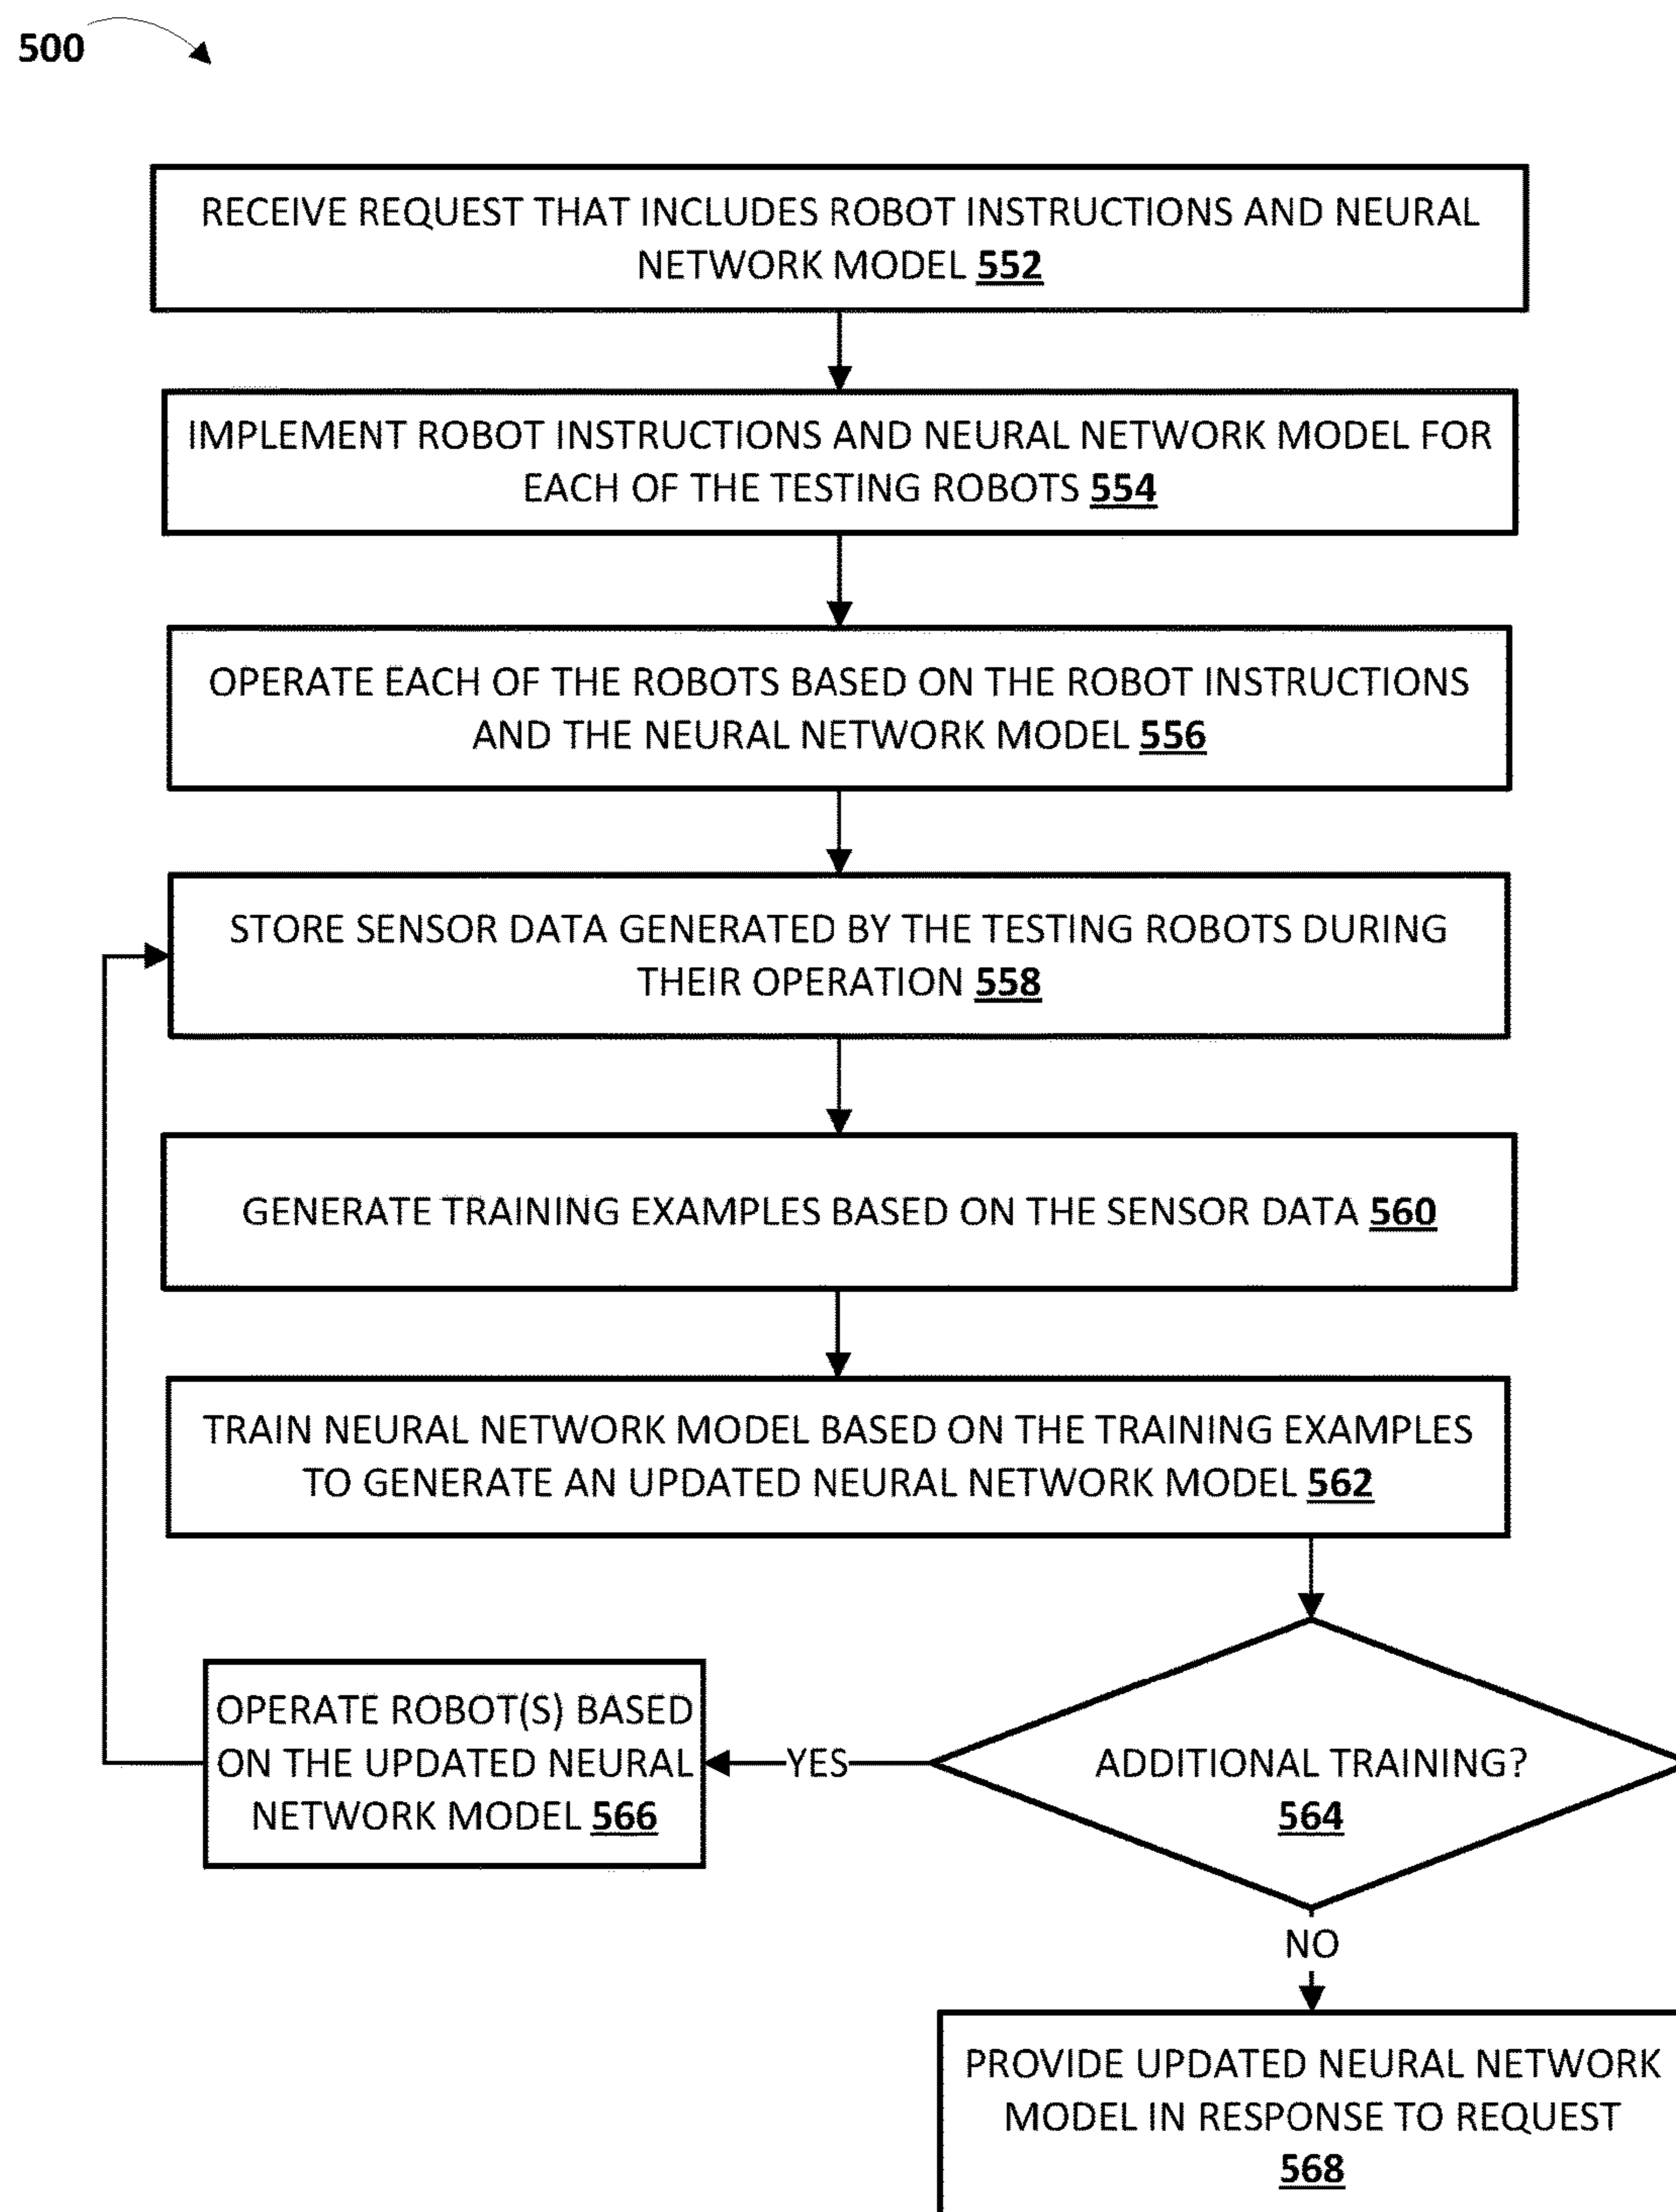 500
RECEIVE REQUEST THAT INCLUDES ROBOT INSTRUCTIONS AND NEURAL
NETWORK MODEL 552
IMPLEMENT ROBOT INSTRUCTIONS AND NEURAL NETWORK MODEL FOR
EACH OF THE TESTING ROBOTS 554
OPERATE EACH OF THE ROBOTS BASED ON THE ROBOT INSTRUCTIONS
AND THE NEURAL NETWORK MODEL 556
STORE SENSOR DATA GENERATED BY THE TESTING ROBOTS DURING
THEIR OPERATION 558
GENERATE TRAINING EXAMPLES BASED ON THE SENSOR DATA 560
TRAIN NEURAL NETWORK MODEL BASED ON THE TRAINING EXAMPLES
TO GENERATE AN UPDATED NEURAL NETWORK MODEL 562
ADDITIONAL TRAINING?
564
YES
OPERATE ROBOT(S) BASED
ON THE UPDATED NEURAL
NETWORK MODEL 566
NO
PROVIDE UPDATED NEURAL NETWORK
MODEL IN RESPONSE TO REQUEST
568